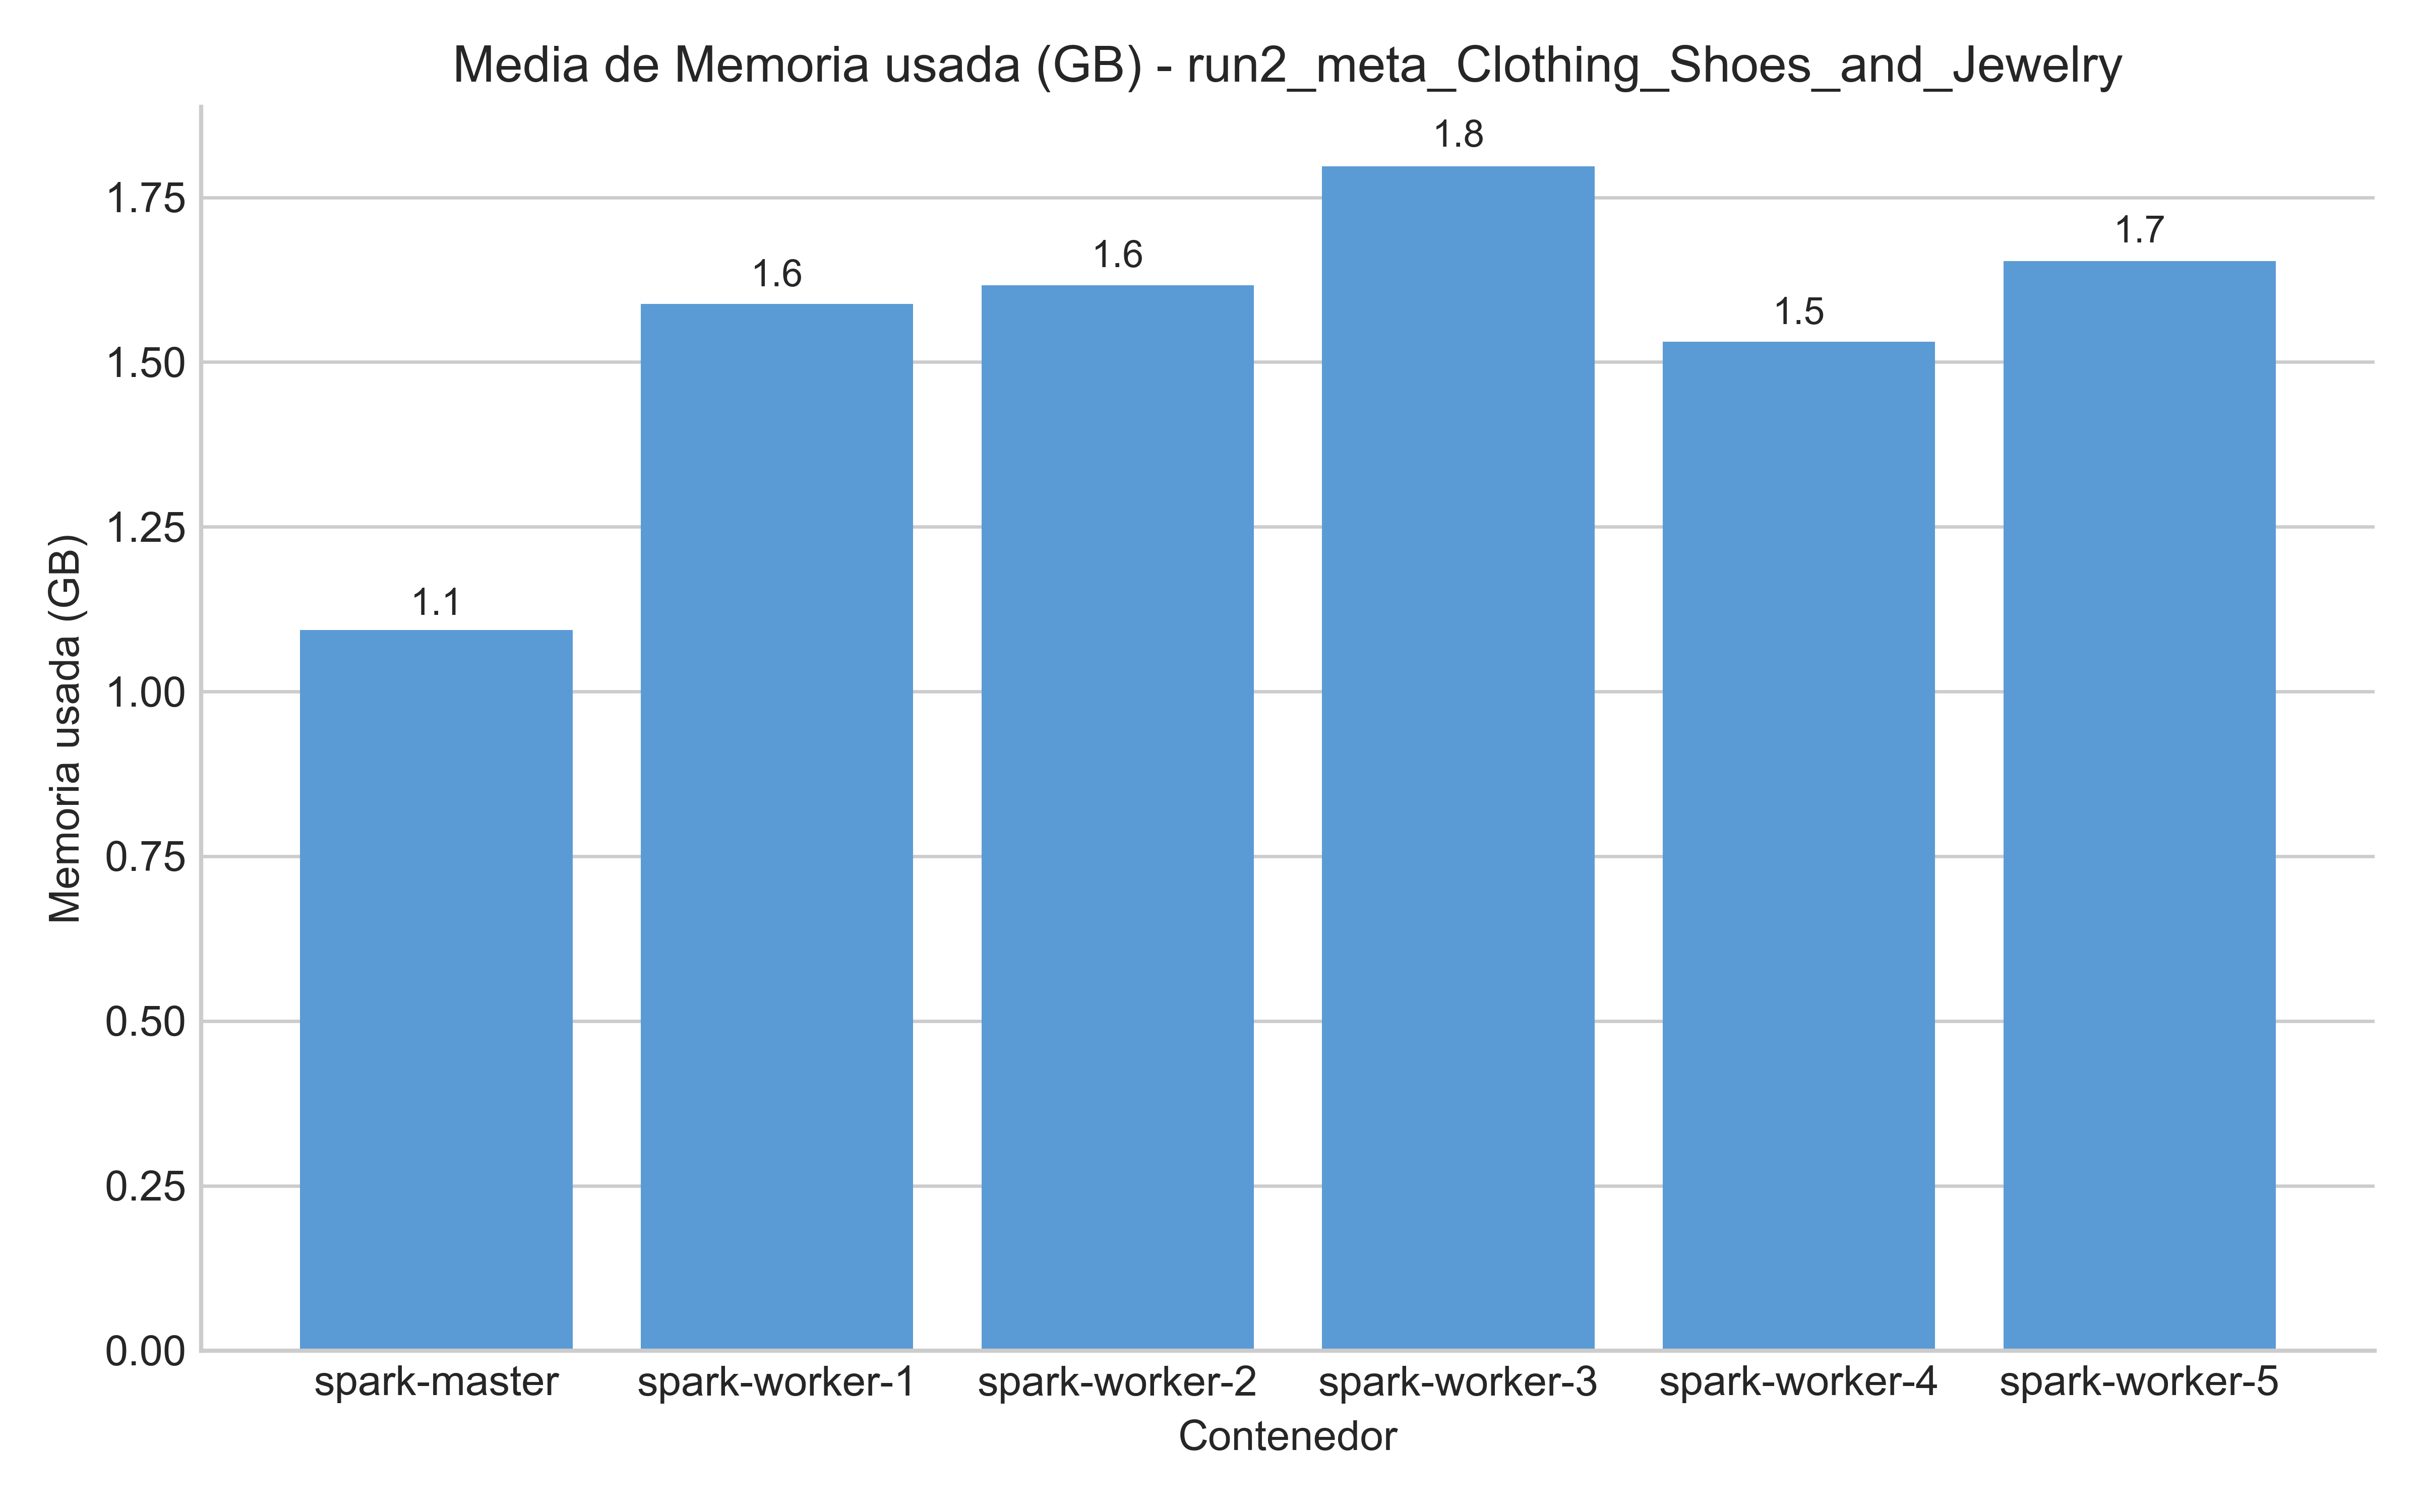 Media de Memoria usada (GB) - run2_meta_Clothing_Shoes_and_Jewelry
Memoria usada (GB)
1.75
1.50
1.25
1.00
0.75
0.50
0.25
0.00
1.1
1.6
1.6
1.8
1.5
1.7
spark-master
spark-worker-1
spark-worker-2
spark-worker-3
spark-worker-4
spark-worker-5
Contenedor